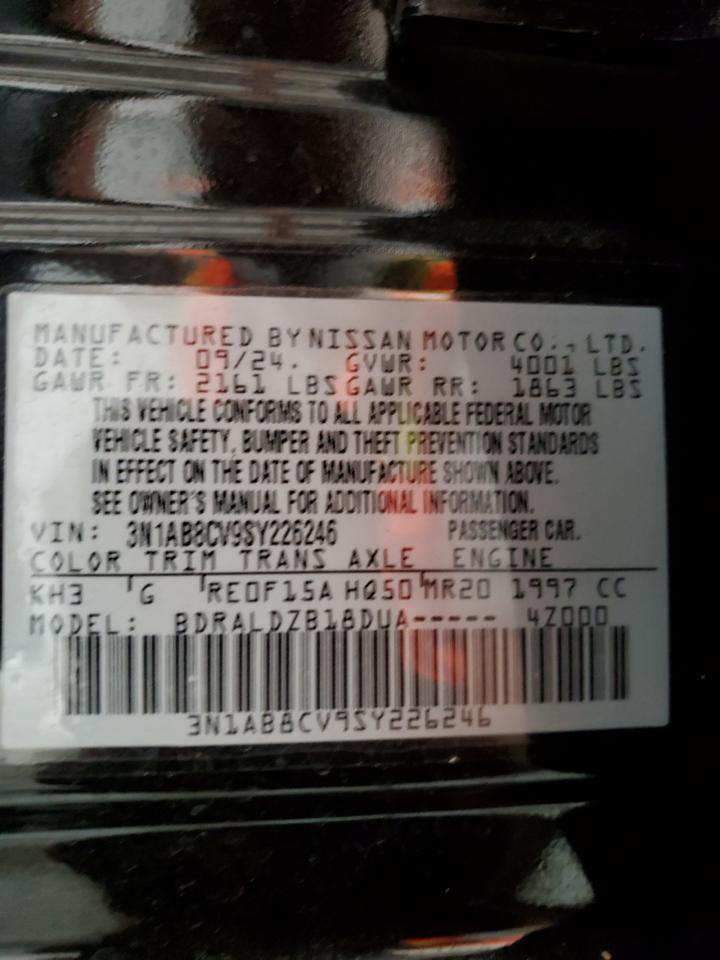 MANUFACTURED BY NISSAN MOTOR CO., LTD.
DATE: 09/24. GVWR: 4001 LBS
GAWR FR: 2161 LBS GAWR RR: 1863 LBS
THIS VEHICLE CONFORMS TO ALL APPLICABLE FEDERAL MOTOR
VEHICLE SAFETY, BUMPER AND THEFT PREVENTION STANDARDS
IN EFFECT ON THE DATE OF MANUFACTURE SHOWN ABOVE.
SEE OWNER'S MANUAL FOR ADDITIONAL INFORMATION.
VIN: 3N1AB8CV9SY226246 PASSENGER CAR.
COLOR TRIM TRANS AXLE ENGINE
KH3 G RE0F15A HQ50 MR20 1997 CC
MODEL: BDRALDZB18DUA----- 4Z000
3N1AB8CV9SY226246